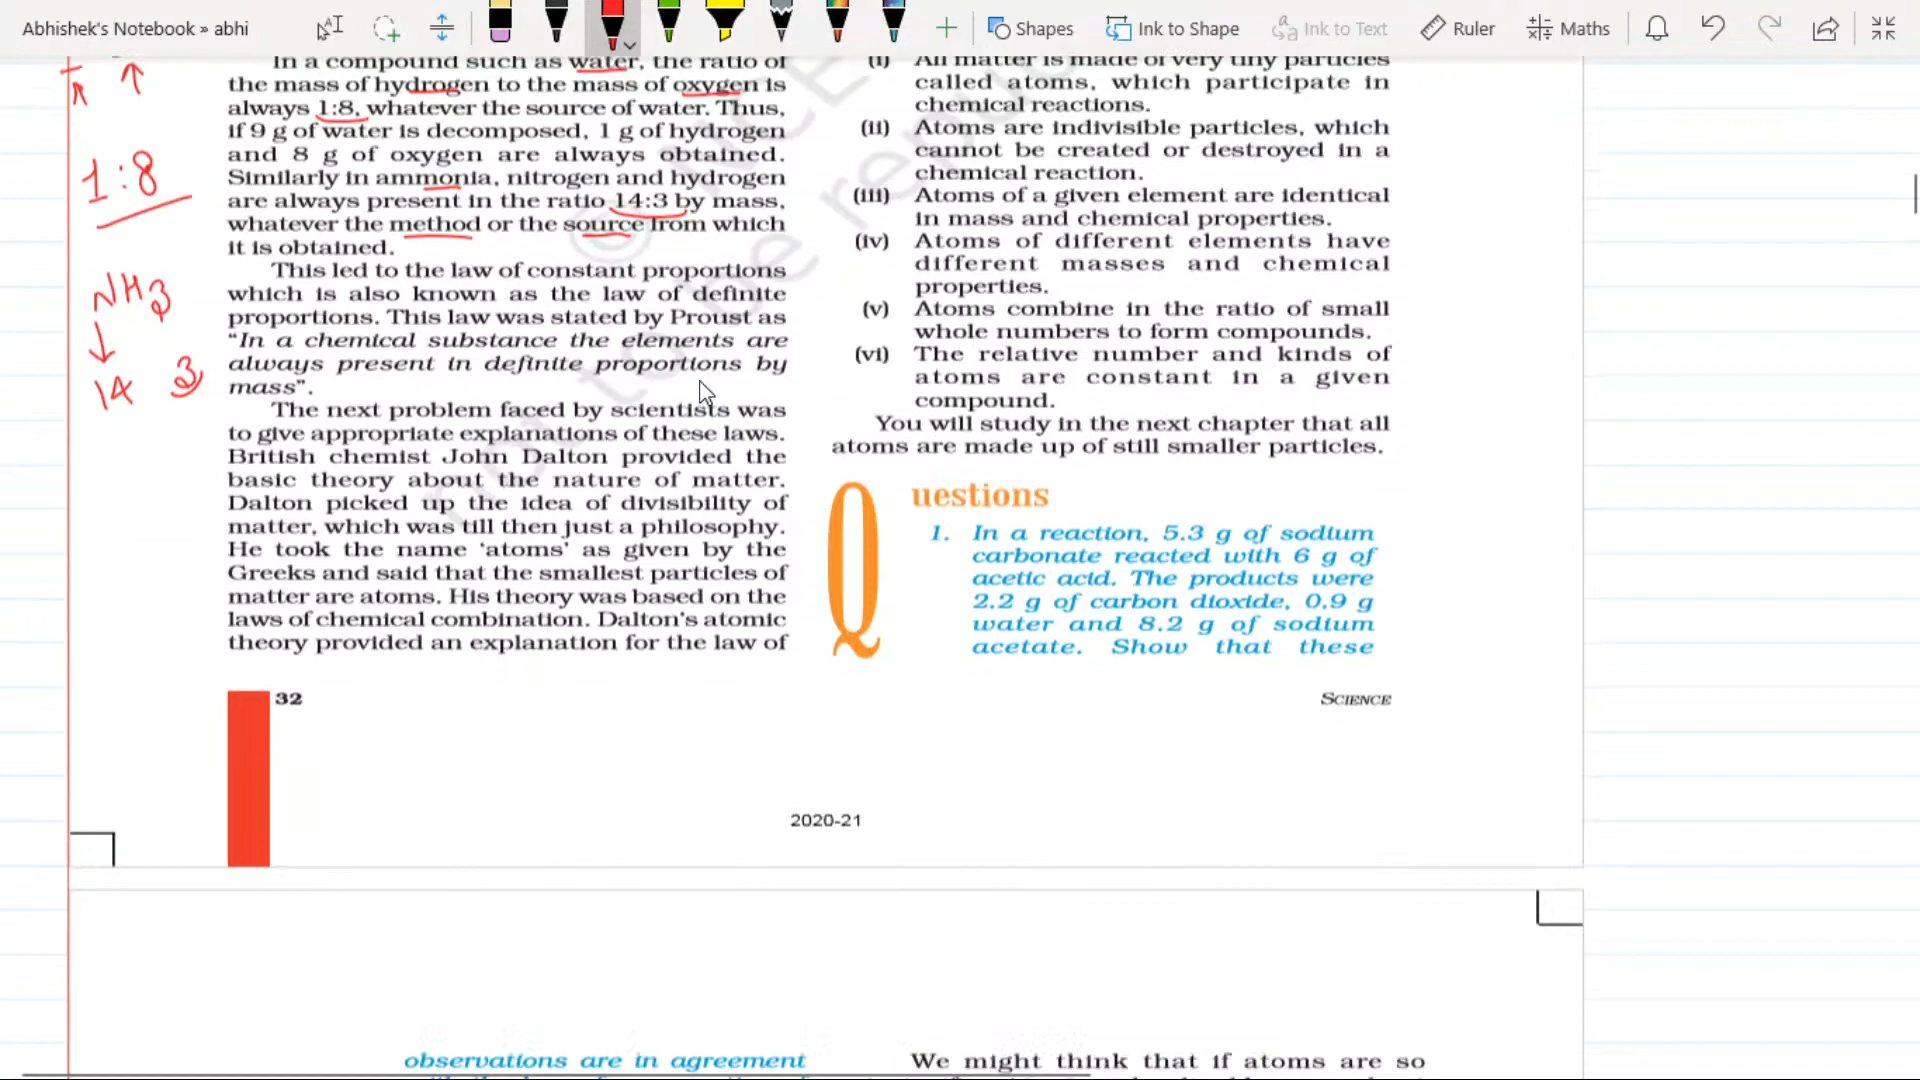 Abhishek's Notebook » abhi
Shapes
Ink to Shape
Ink to Text
Ruler
Maths
1:8
NH3
14 3
In a compound such as water, the ratio of
the mass of hydrogen to the mass of oxygen is
always 1:8, whatever the source of water. Thus,
if 9 g of water is decomposed, 1 g of hydrogen
and 8 g of oxygen are always obtained.
Similarly in ammonia, nitrogen and hydrogen
are always present in the ratio 14:3 by mass,
whatever the method or the source from which
it is obtained.
This led to the law of constant proportions
which is also known as the law of definite
proportions. This law was stated by Proust as
“In a chemical substance the elements are
always present in definite proportions by
mass”.
The next problem faced by scientists was
to give appropriate explanations of these laws.
British chemist John Dalton provided the
basic theory about the nature of matter.
Dalton picked up the idea of divisibility of
matter, which was till then just a philosophy.
He took the name ‘atoms’ as given by the
Greeks and said that the smallest particles of
matter are atoms. His theory was based on the
laws of chemical combination. Dalton’s atomic
theory provided an explanation for the law of
(i) All matter is made of very tiny particles
called atoms, which participate in
chemical reactions.
(ii) Atoms are indivisible particles, which
cannot be created or destroyed in a
chemical reaction.
(iii) Atoms of a given element are identical
in mass and chemical properties.
(iv) Atoms of different elements have
different masses and chemical
properties.
(v) Atoms combine in the ratio of small
whole numbers to form compounds.
(vi) The relative number and kinds of
atoms are constant in a given
compound.
You will study in the next chapter that all
atoms are made up of still smaller particles.
Questions
1. In a reaction, 5.3 g of sodium
carbonate reacted with 6 g of
acetic acid. The products were
2.2 g of carbon dioxide, 0.9 g
water and 8.2 g of sodium
acetate. Show that these
32
SCIENCE
2020-21
observations are in agreement
We might think that if atoms are so